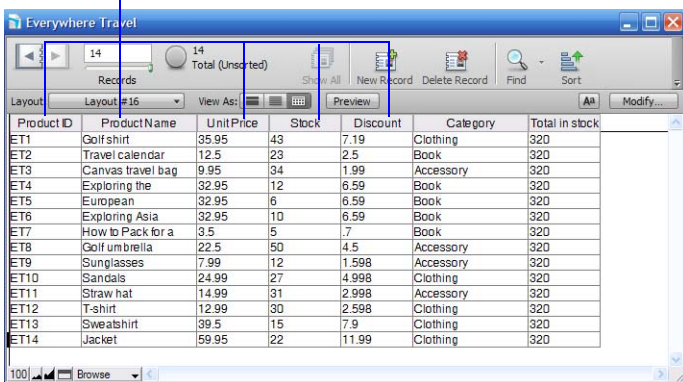 Everywhere Travel
14
14
Total (Unsorted)
Records
Show All
New Record
Delete Record
Find
Sort
Layout: Layout #16 View As: Preview Aa Modify...
Product ID Product Name Unit Price Stock Discount Category Total in stock
ET1 Golf shirt 35.95 43 7.19 Clothing 320
ET2 Travel calendar 12.5 23 2.5 Book 320
ET3 Canvas travel bag 9.95 34 1.99 Accessory 320
ET4 Exploring the 32.95 12 6.59 Book 320
ET5 European 32.95 6 6.59 Book 320
ET6 Exploring Asia 32.95 10 6.59 Book 320
ET7 How to Pack for a 3.5 5 .7 Book 320
ET8 Golf umbrella 22.5 50 4.5 Accessory 320
ET9 Sunglasses 7.99 12 1.598 Accessory 320
ET10 Sandals 24.99 27 4.998 Clothing 320
ET11 Straw hat 14.99 31 2.998 Accessory 320
ET12 T-shirt 12.99 30 2.598 Clothing 320
ET13 Sweatshirt 39.5 15 7.9 Clothing 320
ET14 Jacket 59.95 22 11.99 Clothing 320
100 Browse